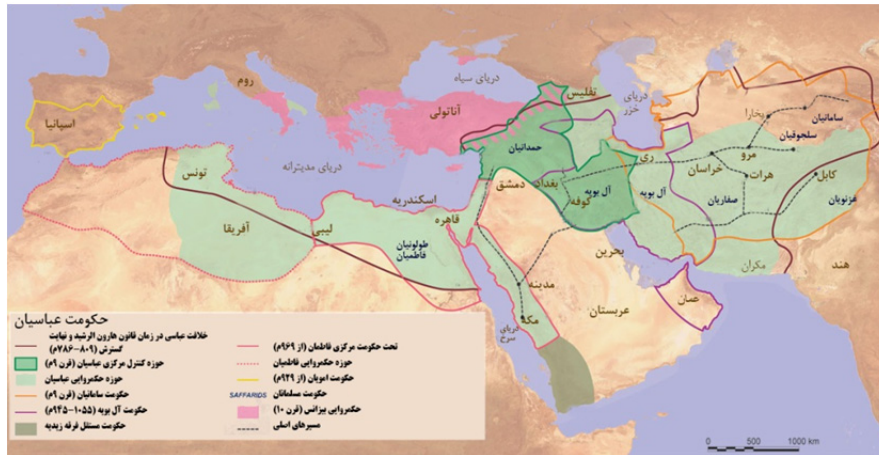 روم
دریای سیاه
تفلیس
دریای
خزر
اسپانیا
آناتولی
بخارا
سامانیان
سلجوقیان
حمدانیان
دریای مدیترانه
تونس
ری
مرو
خراسان
هرات
کابل
بغداد
دمشق
آل بویه
آل بویه
کوفه
صفاریان
غزنویان
اسکندریه
قاهره
لیبی
آفریقا
طولونیان
فاطمیان
بحرین
مکران
هند
مدینه
عربستان
عمان
مکه
دریای
سرخ
حکومت عباسیان
خلافت عباسی در زمان قانون هارون الرشید و نهایت
گسترش (۸۰۹-۷۸۶م)
حوزه کنترل مرکزی عباسیان (قرن ۹م)
حوزه حکمروایی عباسیان
حکومت سامانیان (قرن ۹م)
حکومت آل بویه (۱۰۵۵-۹۴۵م)
حکومت مستقل فرقه زیدیه
تحت حکومت مرکزی فاطمان (از ۹۶۹م)
حوزه حکمروایی فاطمیان
حکومت امویان (از ۹۲۹م)
SAFFARIDS حکومت مسلمانان
حکمروایی بیزانس (قرن ۱۰)
مسیرهای اصلی
0 500 1000 km